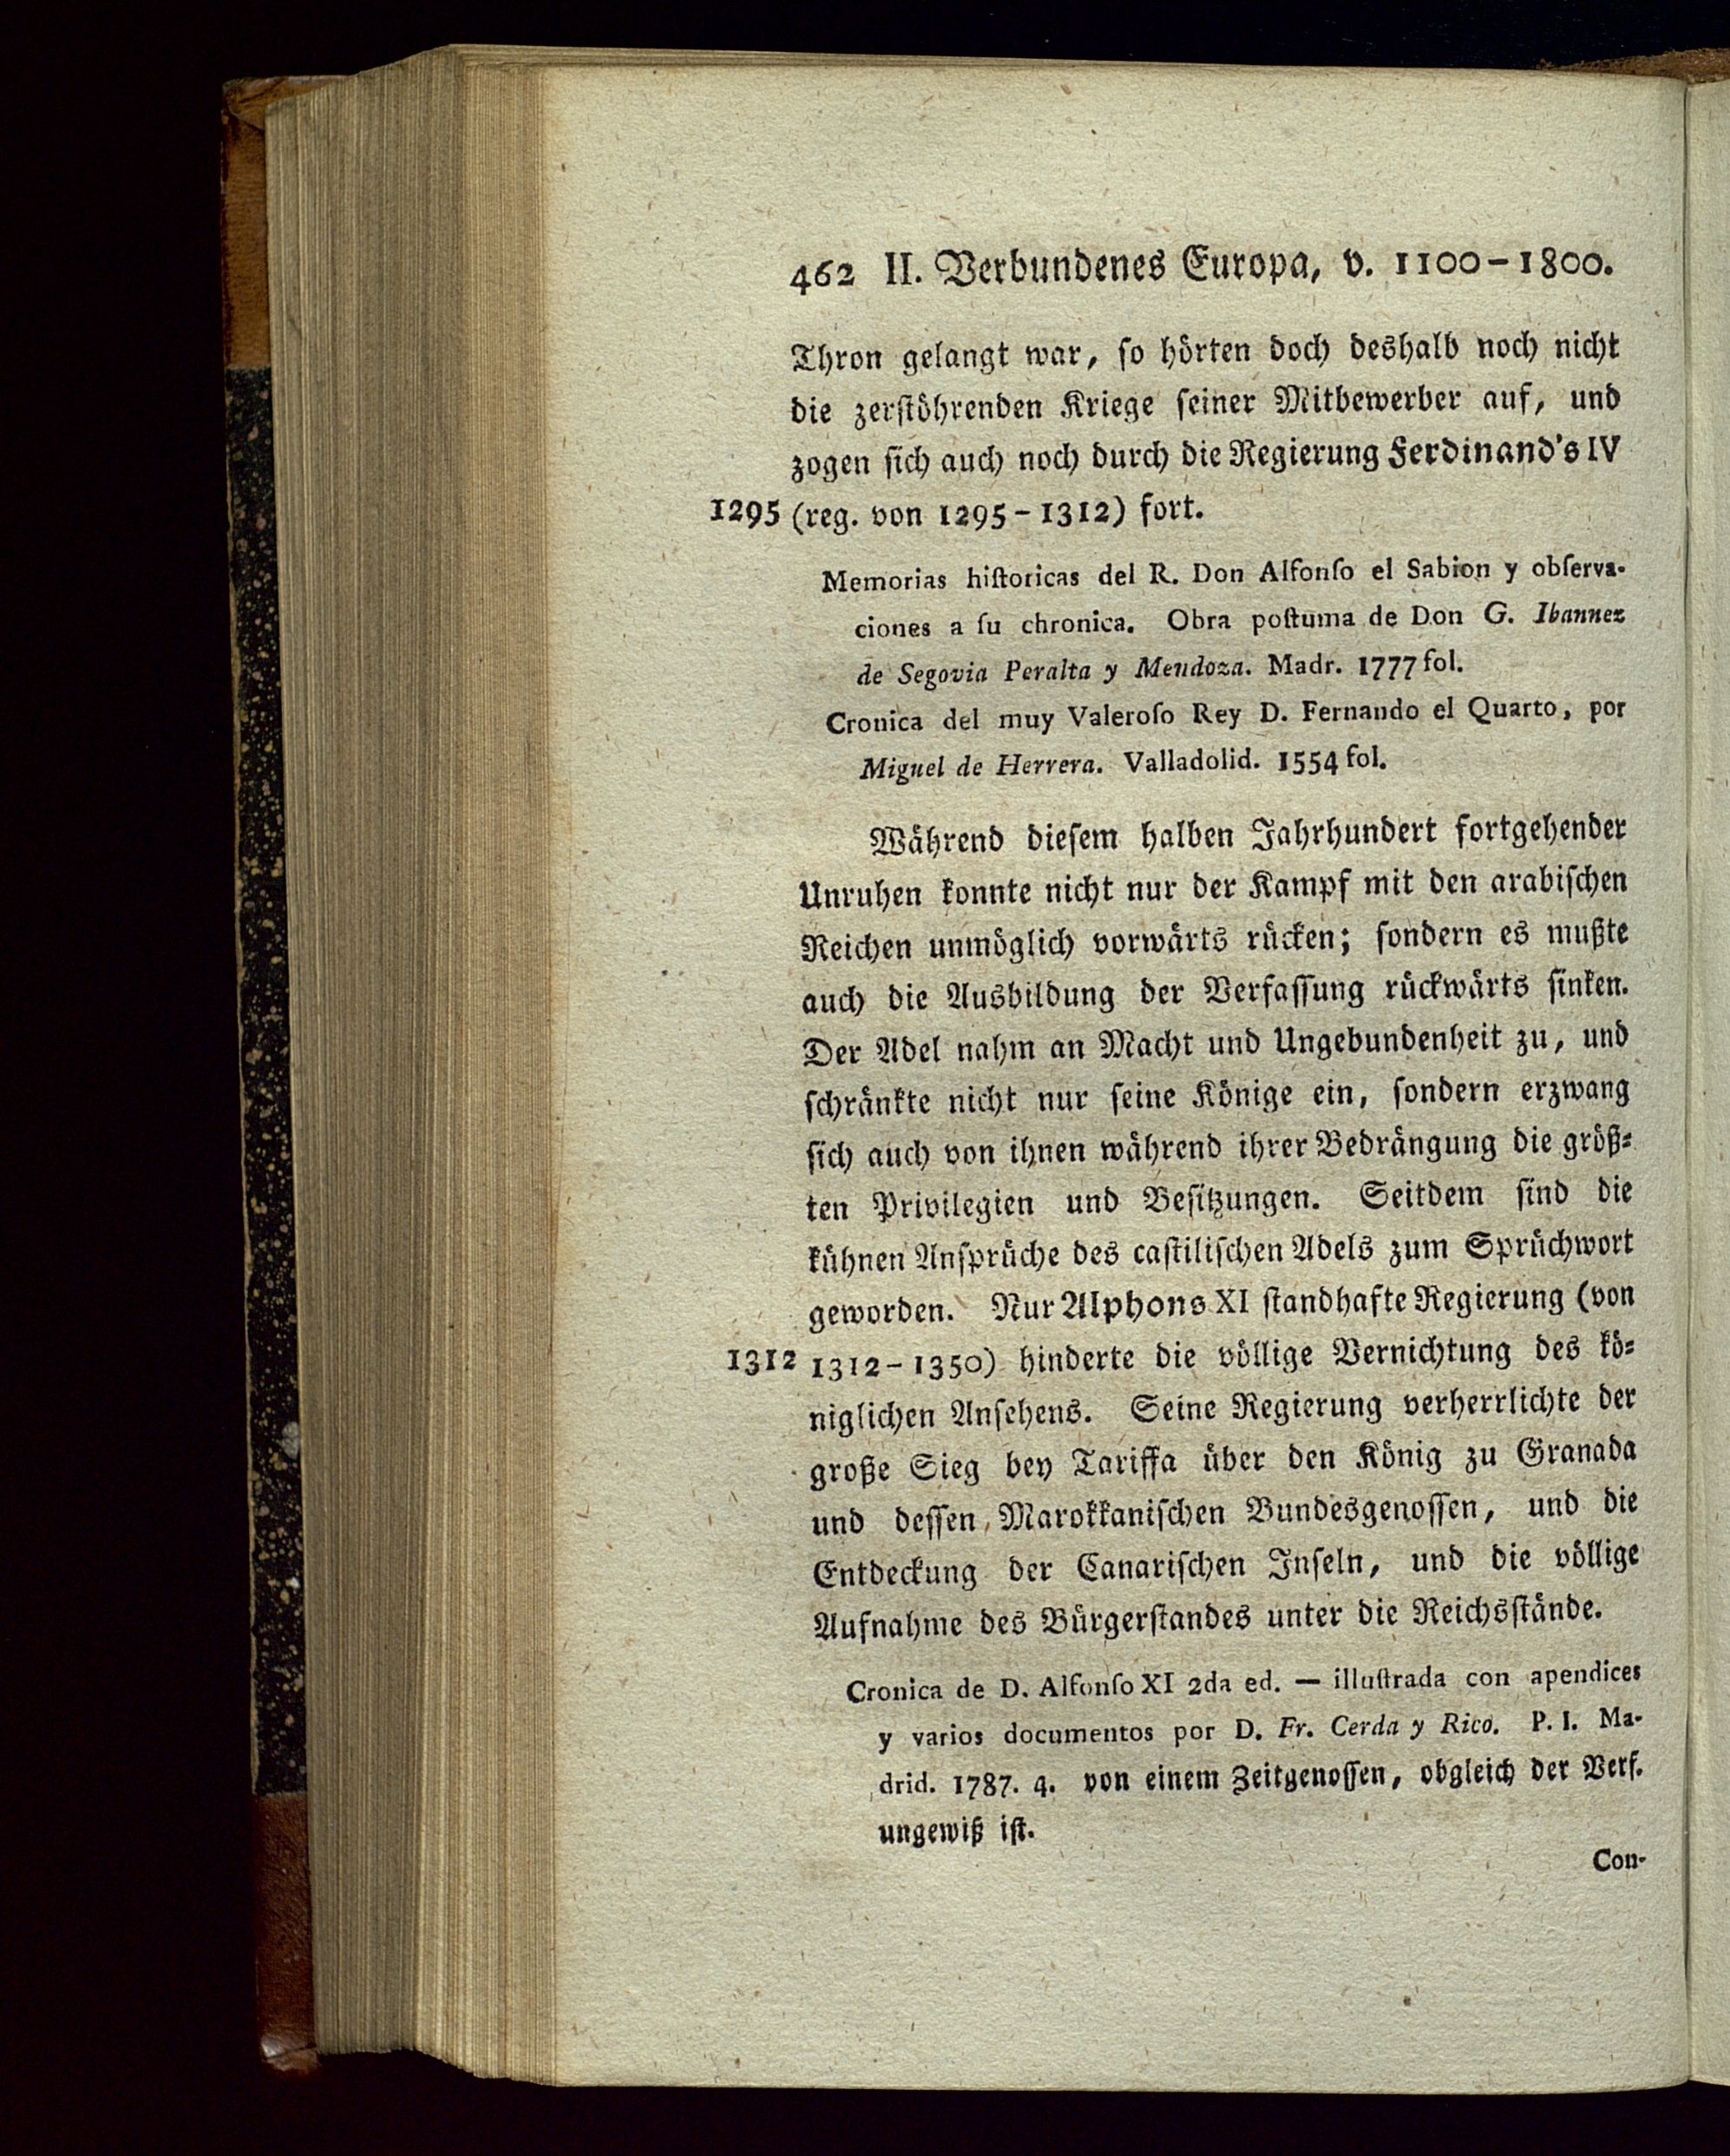 462 II. Verbundenes Europa, v. 1100-1800.
Thron gelangt war, so hörten doch deshalb noch nicht
die zerstöhrenden Kriege seiner Mitbewerber auf, und
zogen sich auch noch durch die Regierung Ferdinand's IV
1295 (reg. von 1295-1312) fort.
Memorias hiſtoricas del R. Don Alfonſo el Sabion y obſerva-
ciones a ſu chronica. Obra poſtuma de Don G. Ibannez
de Segovia Peralta y Mendoza. Madr. 1777 fol.
Cronica del muy Valeroſo Rey D. Fernando el Quarto, por
Miguel de Herrera. Valladolid. 1554 fol.
Während diesem halben Jahrhundert fortgehender
Unruhen konnte nicht nur der Kampf mit den arabischen
Reichen unmöglich vorwärts rücken; sondern es mußte
auch die Ausbildung der Verfassung rückwärts sinken.
Der Adel nahm an Macht und Ungebundenheit zu, und
schränkte nicht nur seine Könige ein, sondern erzwang
sich auch von ihnen während ihrer Bedrängung die größ-
ten Privilegien und Besitzungen. Seitdem sind die
kühnen Ansprüche des castilischen Adels zum Sprüchwort
geworden. Nur Alphons XI standhafte Regierung (von
1312 1312-1350) hinderte die völlige Vernichtung des kö-
niglichen Ansehens. Seine Regierung verherrlichte der
große Sieg bey Tariffa über den König zu Granada
und dessen Marokkanischen Bundesgenossen, und die
Entdeckung der Canarischen Inseln, und die völlige
Aufnahme des Bürgerstandes unter die Reichsstände.
Cronica de D. Alfonſo XI 2da ed. — illuſtrada con apendices
y varios documentos por D. Fr. Cerda y Rico. P. I. Ma-
drid. 1787. 4. von einem Zeitgenossen, obgleich der Verf.
ungewiß ist.
Con-